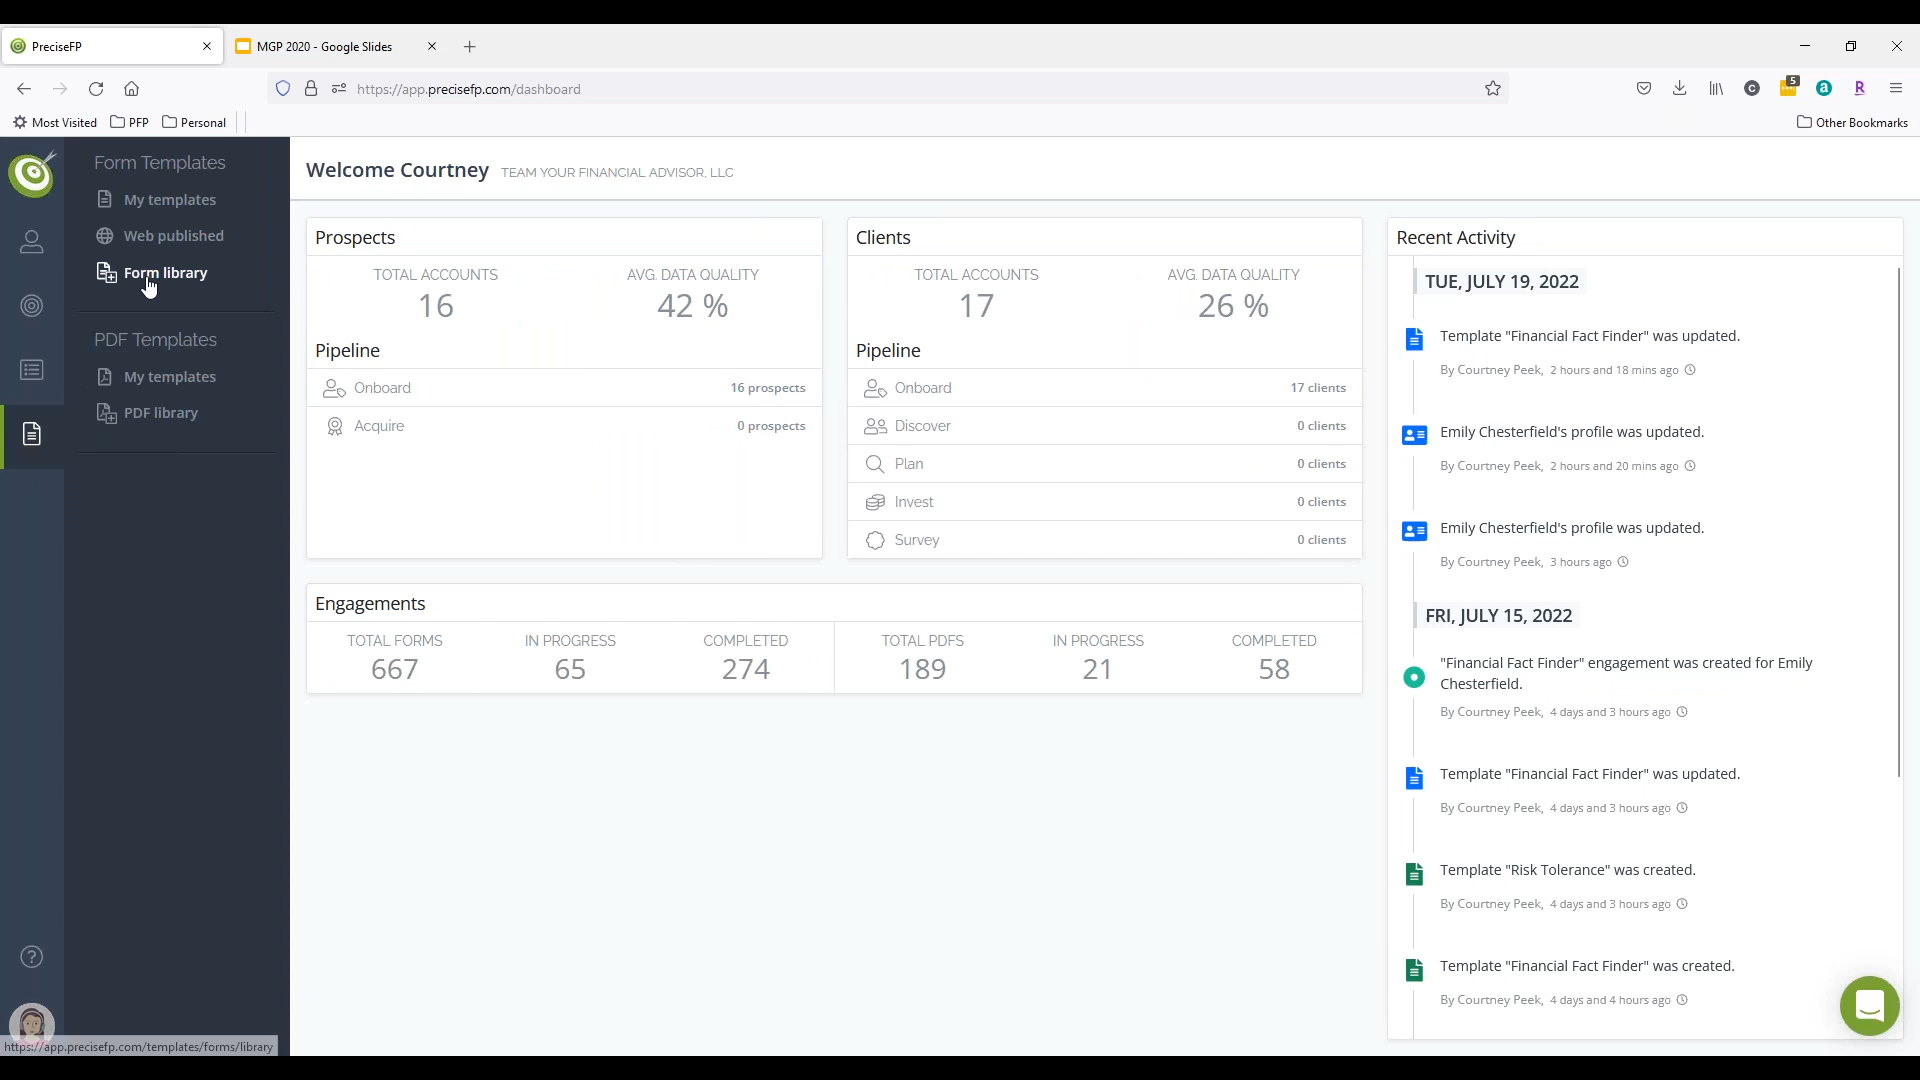 PreciseFP
MGP 2020 - Google Slides
https://app.precisefp.com/dashboard
5
Most Visited
PFP
Personal
Other Bookmarks
Form Templates
My templates
Web published
Form library
PDF Templates
My templates
PDF library
Welcome Courtney TEAM YOUR FINANCIAL ADVISOR, LLC
Prospects
TOTAL ACCOUNTS AVG. DATA QUALITY
16 42 %
Pipeline
Onboard 16 prospects
Acquire 0 prospects
Clients
TOTAL ACCOUNTS AVG. DATA QUALITY
17 26 %
Pipeline
Onboard 17 clients
Discover 0 clients
Plan 0 clients
Invest 0 clients
Survey 0 clients
Engagements
TOTAL FORMS IN PROGRESS COMPLETED TOTAL PDFS IN PROGRESS COMPLETED
667 65 274 189 21 58
Recent Activity
TUE, JULY 19, 2022
Template "Financial Fact Finder" was updated.
By Courtney Peek, 2 hours and 18 mins ago
Emily Chesterfield's profile was updated.
By Courtney Peek, 2 hours and 20 mins ago
Emily Chesterfield's profile was updated.
By Courtney Peek, 3 hours ago
FRI, JULY 15, 2022
"Financial Fact Finder" engagement was created for Emily
Chesterfield.
By Courtney Peek, 4 days and 3 hours ago
Template "Financial Fact Finder" was updated.
By Courtney Peek, 4 days and 3 hours ago
Template "Risk Tolerance" was created.
By Courtney Peek, 4 days and 3 hours ago
Template "Financial Fact Finder" was created.
By Courtney Peek, 4 days and 4 hours ago
https://app.precisefp.com/templates/forms/library